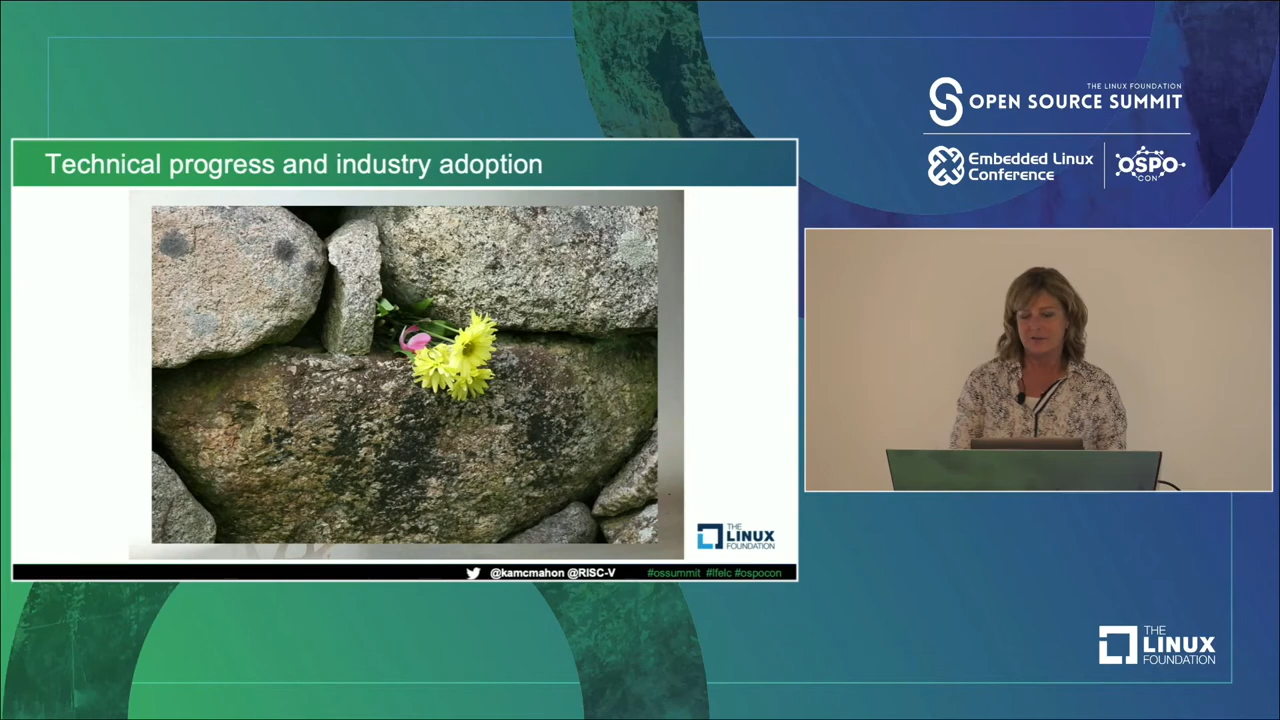 Technical progress and industry adoption
THE
LINUX
FOUNDATION
@kamcmahon @RISC-V
#ossummit #lfelc #ospocon
THE LINUX FOUNDATION
OPEN SOURCE SUMMIT
Embedded Linux
Conference
OSPO
CON
THE
LINUX
FOUNDATION